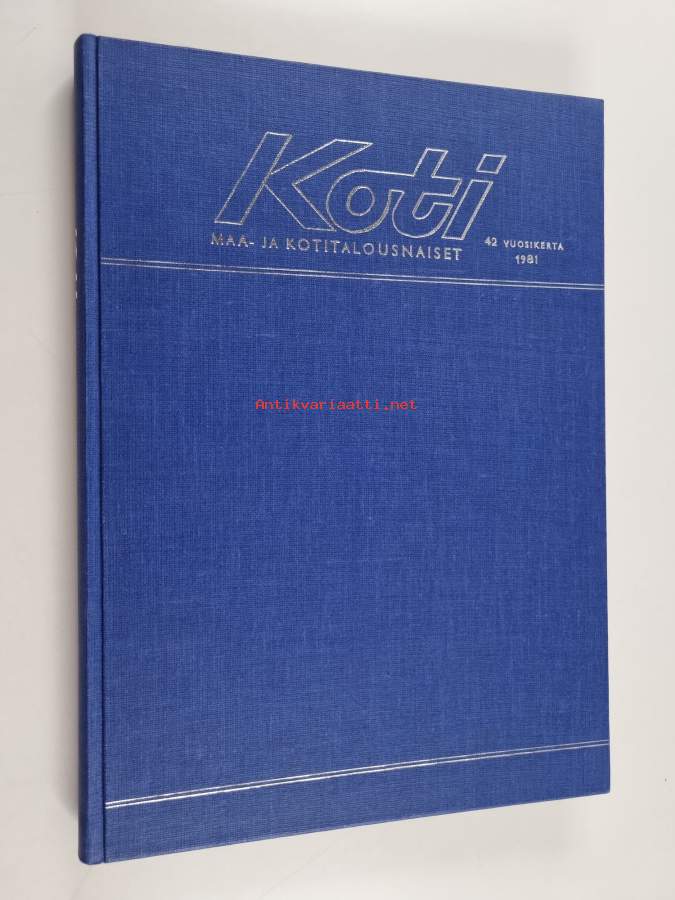 Koti
MAA- JA KOTITALOUSNAISET
42 VUOSIKERTA
1981
Antikvariaatti.net